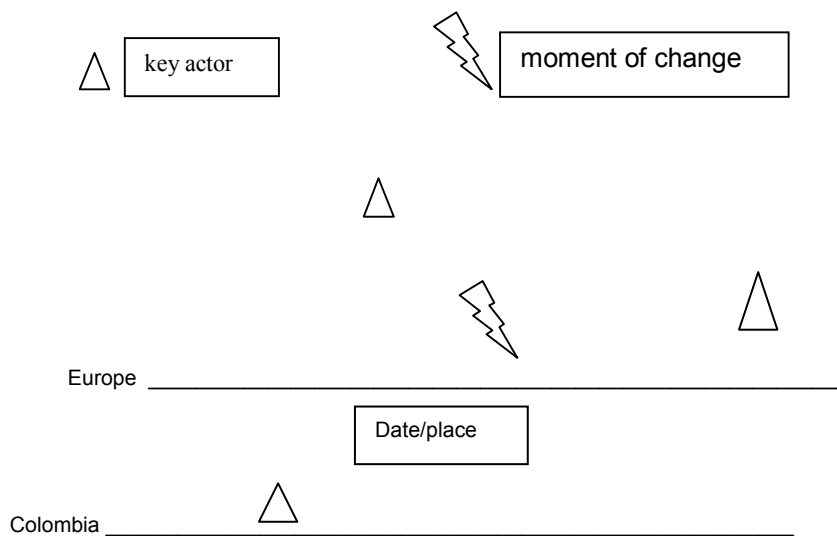 key actor
moment of change
Europe
Date/place
Colombia